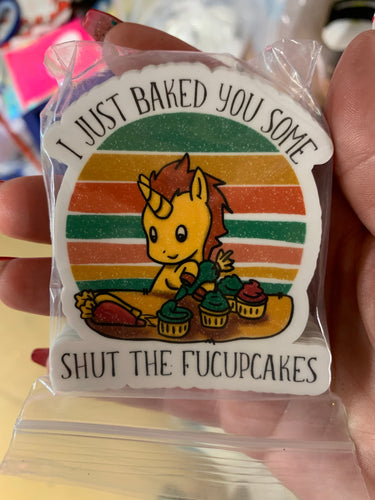 I JUST BAKED YOU SOME
SHUT THE FUCUPCAKES